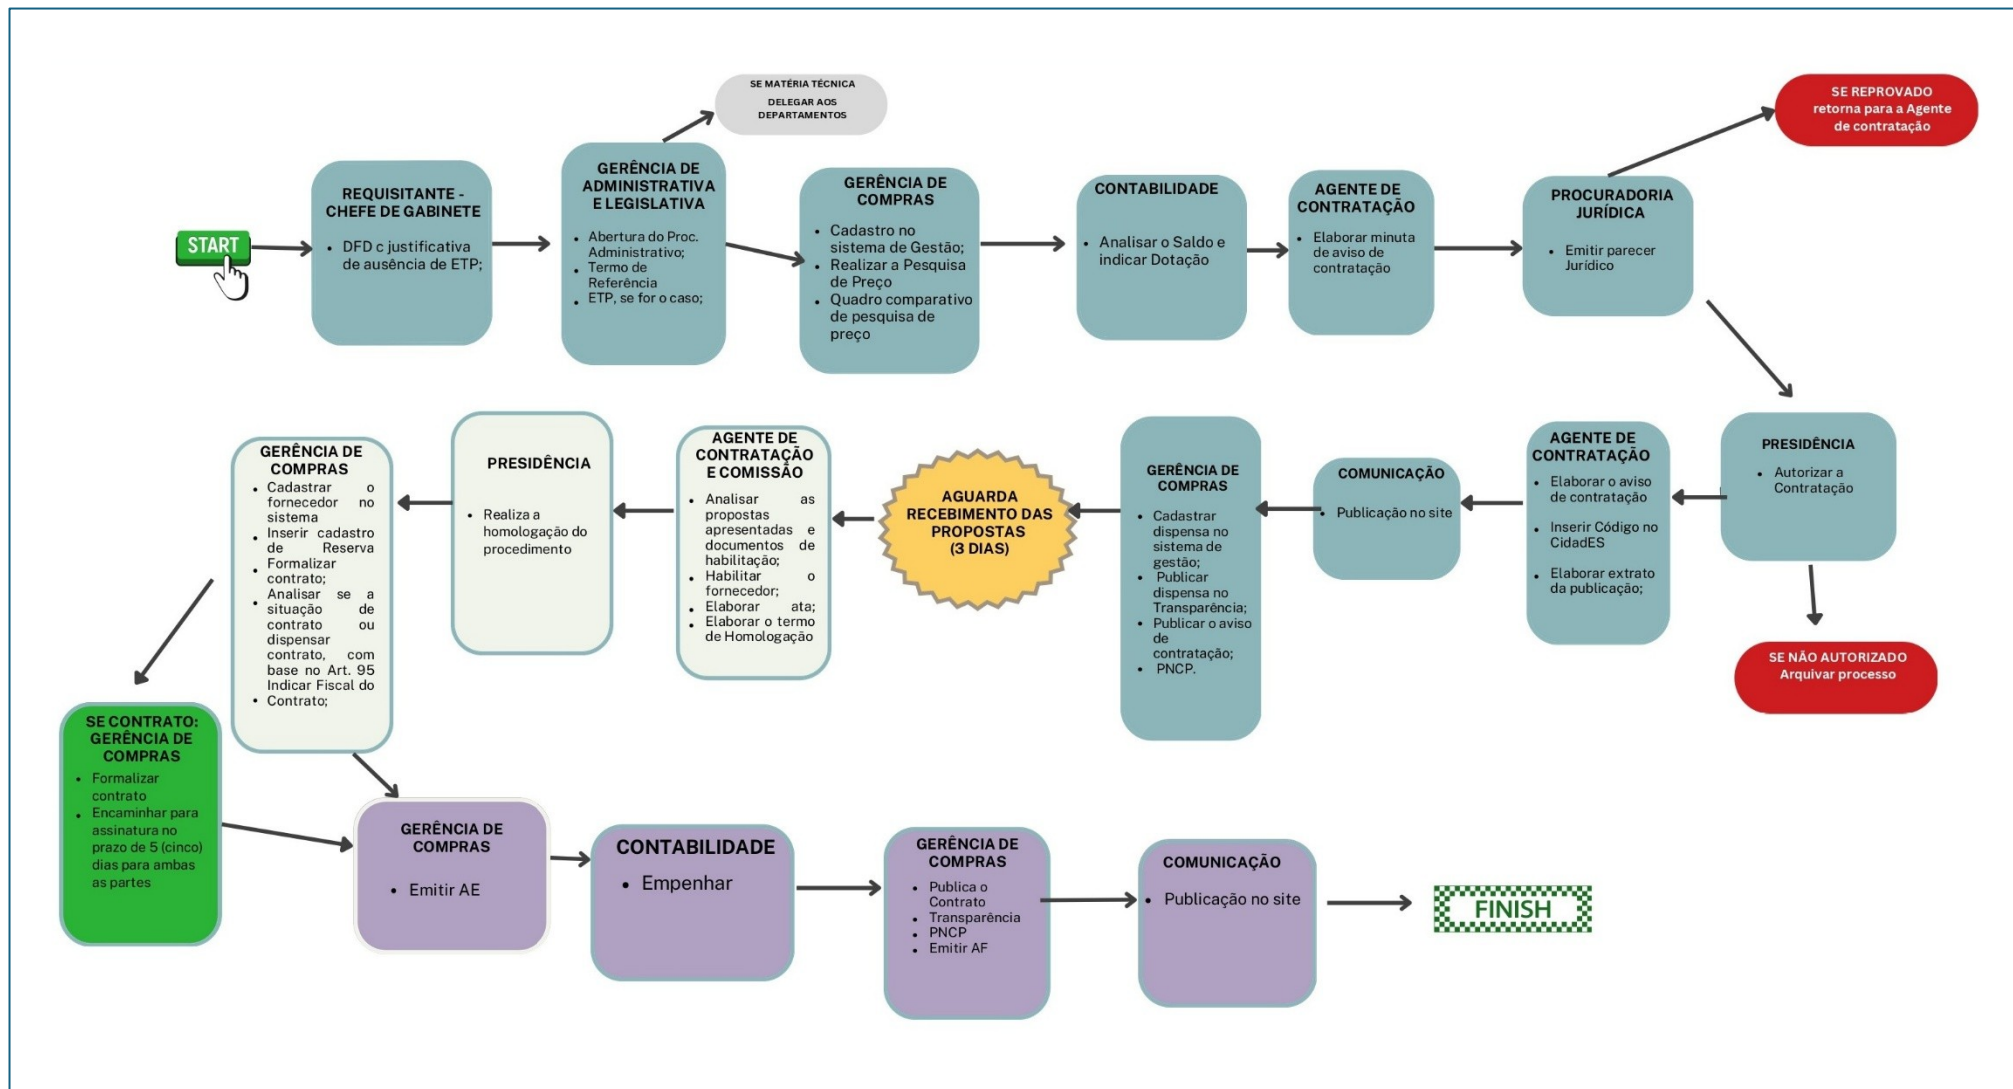 START
REQUISITANTE -
CHEFE DE GABINETE
• DFD c justificativa
de ausência de ETP;
SE MATÉRIA TÉCNICA
DELEGAR AOS
DEPARTAMENTOS
GERÊNCIA DE
ADMINISTRATIVA
E LEGISLATIVA
• Abertura do Proc.
Administrativo;
• Termo de
Referência
• ETP, se for o caso;
GERÊNCIA DE
COMPRAS
• Cadastro no
sistema de Gestão;
• Realizar a Pesquisa
de Preço
• Quadro comparativo
de pesquisa de
preço
CONTABILIDADE
• Analisar o Saldo e
indicar Dotação
AGENTE DE
CONTRATAÇÃO
• Elaborar minuta
de aviso de
contratação
PROCURADORIA
JURÍDICA
• Emitir parecer
Jurídico
SE REPROVADO
retorna para a Agente
de contratação
PRESIDÊNCIA
• Autorizar a
Contratação
SE NÃO AUTORIZADO
Arquivar processo
AGENTE DE
CONTRATAÇÃO
• Elaborar o aviso
de contratação
• Inserir Código no
CidadES
• Elaborar extrato
da publicação;
COMUNICAÇÃO
• Publicação no site
GERÊNCIA DE
COMPRAS
• Cadastrar
dispensa no
sistema de
gestão;
• Publicar
dispensa no
Transparência;
• Publicar o aviso
de
contratação;
• PNCP.
AGUARDA
RECEBIMENTO DAS
PROPOSTAS
(3 DIAS)
AGENTE DE
CONTRATAÇÃO
E COMISSÃO
• Analisar as
propostas
apresentadas e
documentos de
habilitação;
• Habilitar o
fornecedor;
• Elaborar ata;
• Elaborar o termo
de Homologação
PRESIDÊNCIA
• Realiza a
homologação do
procedimento
GERÊNCIA DE
COMPRAS
• Cadastrar o
fornecedor no
sistema
• Inserir cadastro
de Reserva
• Formalizar
contrato;
• Analisar se a
situação de
contrato ou
dispensar
contrato, com
base no Art. 95
Indicar Fiscal do
• Contrato;
SE CONTRATO:
GERÊNCIA DE
COMPRAS
• Formalizar
contrato
• Encaminhar para
assinatura no
prazo de 5 (cinco)
dias para ambas
as partes
GERÊNCIA DE
COMPRAS
• Emitir AE
CONTABILIDADE
• Empenhar
GERÊNCIA DE
COMPRAS
• Publica o
Contrato
• Transparência
• PNCP
• Emitir AF
COMUNICAÇÃO
• Publicação no site
FINISH